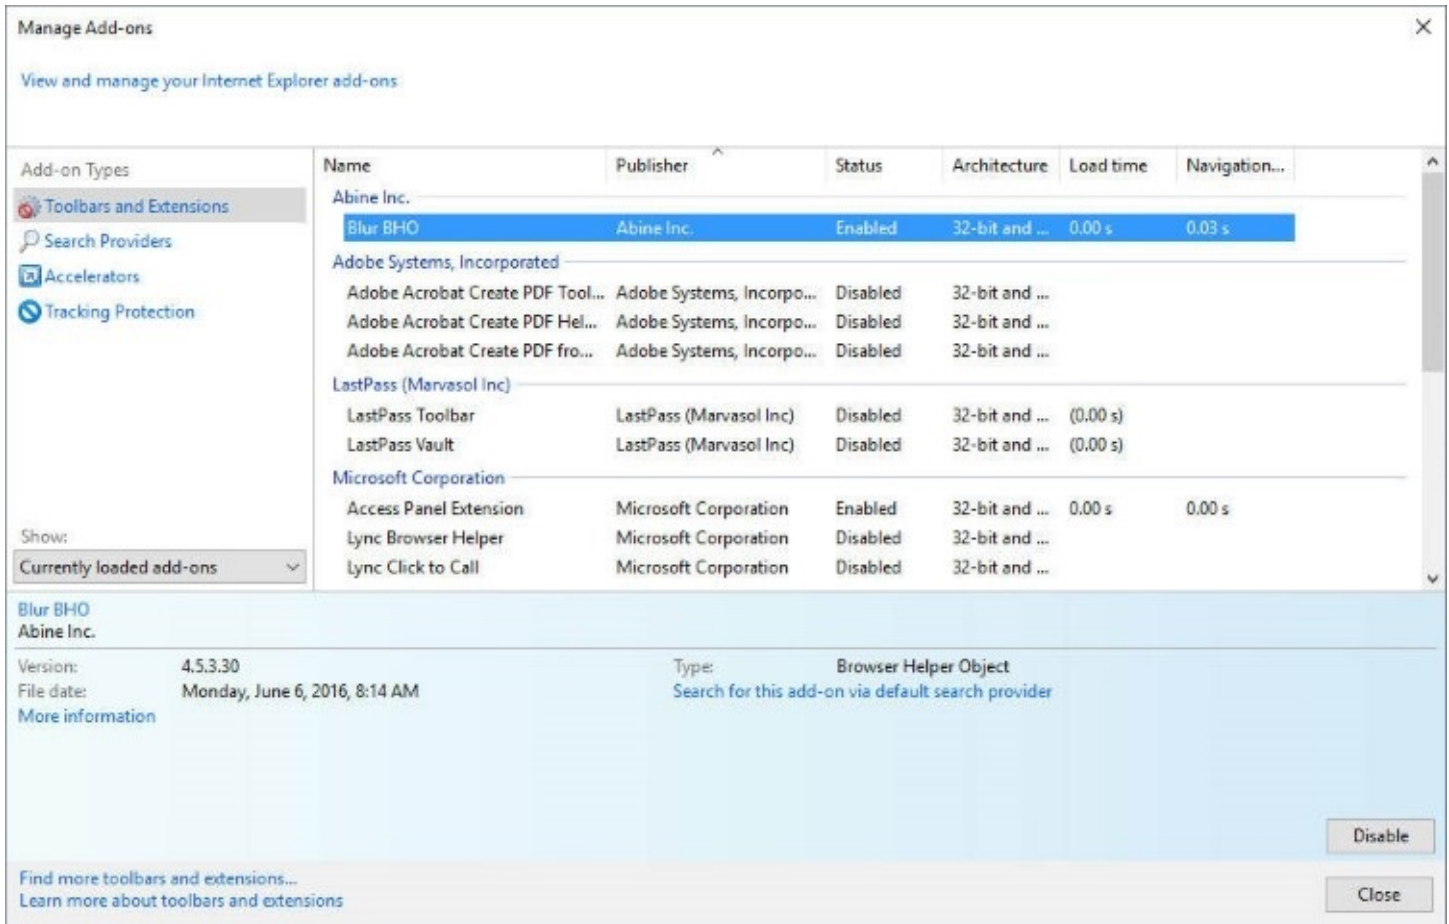 Manage Add-ons
View and manage your Internet Explorer add-ons
Add-on Types
Toolbars and Extensions
Search Providers
Accelerators
Tracking Protection
Show:
Currently loaded add-ons
Name Publisher Status Architecture Load time Navigation...
Abine Inc.
Blur BHO Abine Inc. Enabled 32-bit and ... 0.00 s 0.03 s
Adobe Systems, Incorporated
Adobe Acrobat Create PDF Tool... Adobe Systems, Incorpo... Disabled 32-bit and ...
Adobe Acrobat Create PDF Hel... Adobe Systems, Incorpo... Disabled 32-bit and ...
Adobe Acrobat Create PDF fro... Adobe Systems, Incorpo... Disabled 32-bit and ...
LastPass (Marvasol Inc)
LastPass Toolbar LastPass (Marvasol Inc) Disabled 32-bit and ... (0.00 s)
LastPass Vault LastPass (Marvasol Inc) Disabled 32-bit and ... (0.00 s)
Microsoft Corporation
Access Panel Extension Microsoft Corporation Enabled 32-bit and ... 0.00 s 0.00 s
Lync Browser Helper Microsoft Corporation Disabled 32-bit and ...
Lync Click to Call Microsoft Corporation Disabled 32-bit and ...
Blur BHO
Abine Inc.
Version: 4.5.3.30 Type: Browser Helper Object
File date: Monday, June 6, 2016, 8:14 AM Search for this add-on via default search provider
More information
Disable
Find more toolbars and extensions...
Learn more about toolbars and extensions
Close